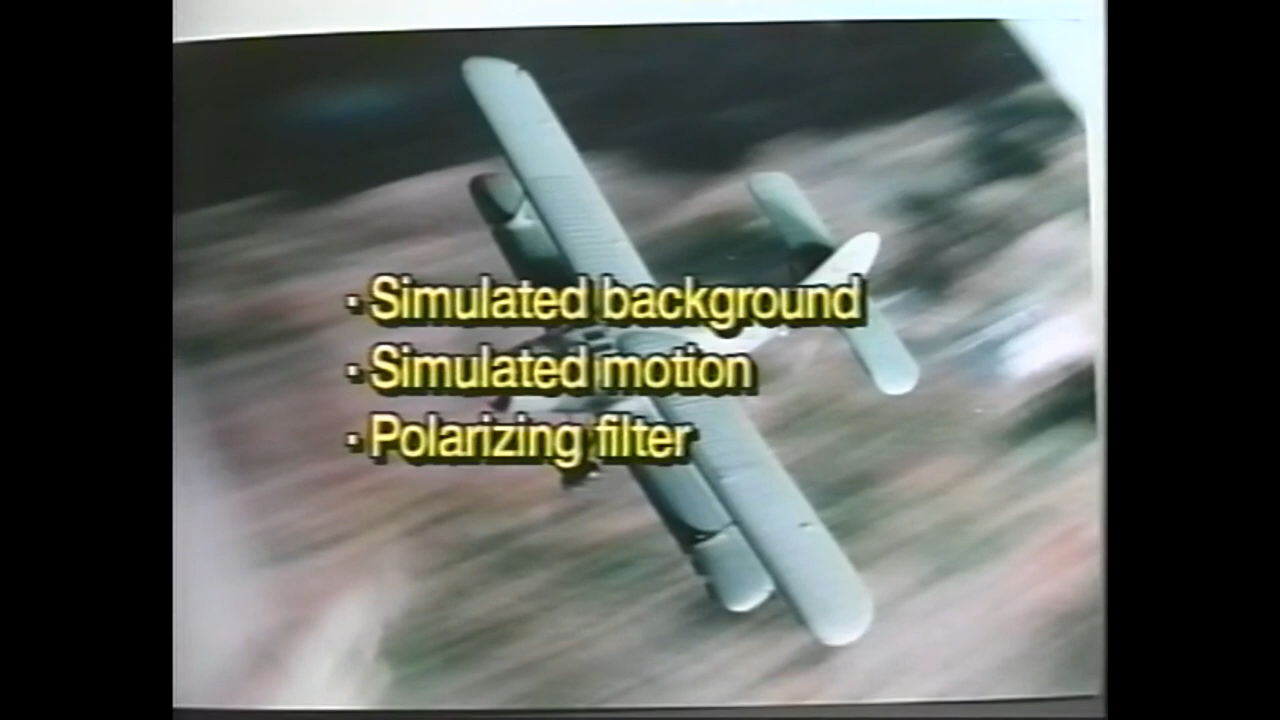 · Simulated background
· Simulated motion
· Polarizing filter